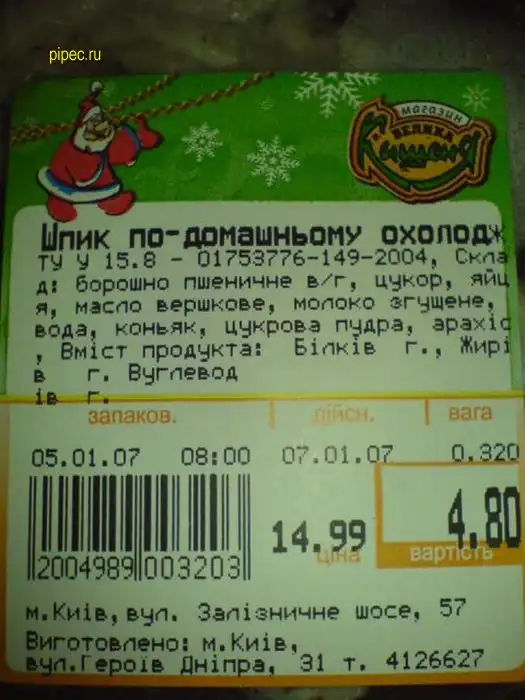 pipec.ru
магазин
ВЕЛИКА
Кишеня
Шпик по-домашньому охолодж
ТУ У 15.8 - 01753776-149-2004, Скла
д: борошно пшеничне в/г, цукор, яйц
я, масло вершкове, молоко згущене,
вода, коньяк, цукрова пудра, арахіс
, Вміст продукта: Білків г., Жирі
в г. Вуглевод
ів г.
запаков. дійсн. вага
05.01.07 08:00 07.01.07 0.320
14.99 4.80
ціна вартість
2004989 003203
м.Київ,вул. Залізничне шосе, 57
Виготовлено: м.Київ,
вул.Героїв Дніпра, 31 т. 4126627